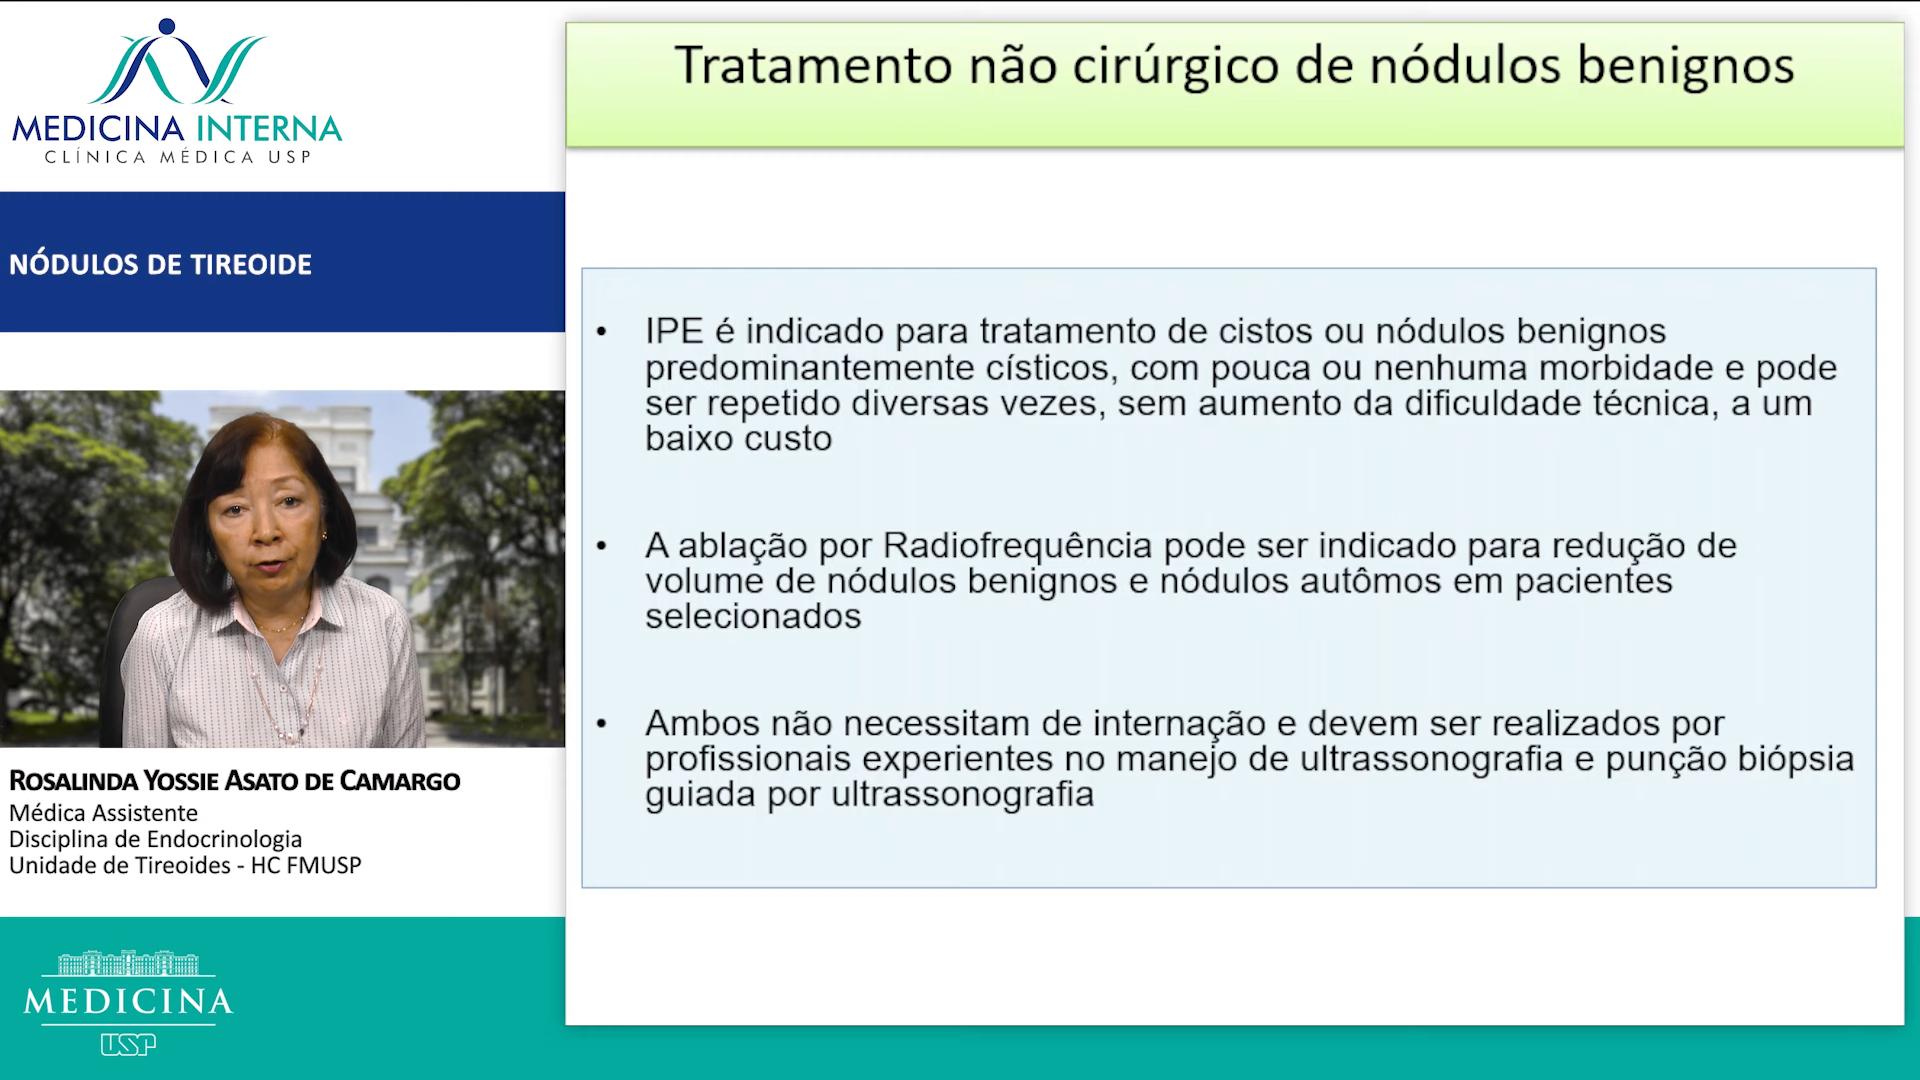 MEDICINA INTERNA
CLÍNICA MÉDICA USP
NÓDULOS DE TIREOIDE
ROSALINDA YOSSIE ASATO DE CAMARGO
Médica Assistente
Disciplina de Endocrinologia
Unidade de Tireoides - HC FMUSP
MEDICINA
USP
Tratamento não cirúrgico de nódulos benignos
• IPE é indicado para tratamento de cistos ou nódulos benignos
predominantemente císticos, com pouca ou nenhuma morbidade e pode
ser repetido diversas vezes, sem aumento da dificuldade técnica, a um
baixo custo
• A ablação por Radiofrequência pode ser indicado para redução de
volume de nódulos benignos e nódulos autômos em pacientes
selecionados
• Ambos não necessitam de internação e devem ser realizados por
profissionais experientes no manejo de ultrassonografia e punção biópsia
guiada por ultrassonografia